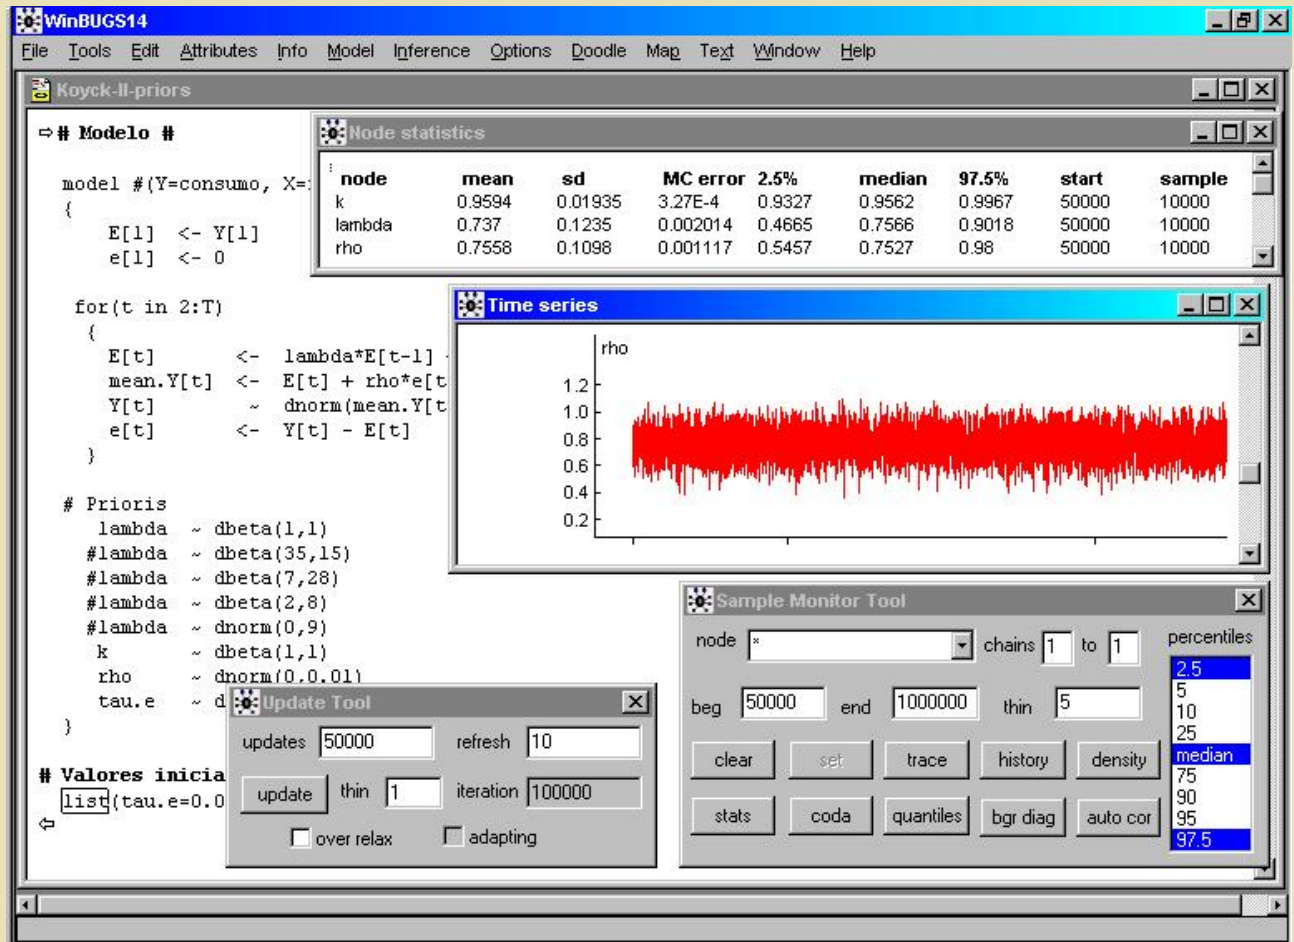 WinBUGS14
File Tools Edit Attributes Info Model Inference Options Doodle Map Text Window Help
Koyck-II-priors
⇨# Modelo #
model #(Y=consumo, X=
{
E[1] <- Y[1]
e[1] <- 0
for(t in 2:T)
{
E[t] <- lambda*E[t-1]
mean.Y[t] <- E[t] + rho*e[t
Y[t] ~ dnorm(mean.Y[t
e[t] <- Y[t] - E[t]
}
# Prioris
lambda ~ dbeta(1,1)
#lambda ~ dbeta(35,15)
#lambda ~ dbeta(7,28)
#lambda ~ dbeta(2,8)
#lambda ~ dnorm(0,9)
k ~ dbeta(1,1)
rho ~ dnorm(0,0.01)
tau.e ~ d
}
# Valores inicia
list(tau.e=0.0
Node statistics
node mean sd MC error 2.5% median 97.5% start sample
k 0.9594 0.01935 3.27E-4 0.9327 0.9562 0.9967 50000 10000
lambda 0.737 0.1235 0.002014 0.4665 0.7566 0.9018 50000 10000
rho 0.7558 0.1098 0.001117 0.5457 0.7527 0.98 50000 10000
Time series
rho
1.2
1.0
0.8
0.6
0.4
0.2
Update Tool
updates 50000 refresh 10
update thin 1 iteration 100000
over relax adapting
Sample Monitor Tool
node * chains 1 to 1 percentiles
beg 50000 end 1000000 thin 5
clear set trace history density
stats coda quantiles bgr diag auto cor
2.5
5
10
25
median
75
90
95
97.5